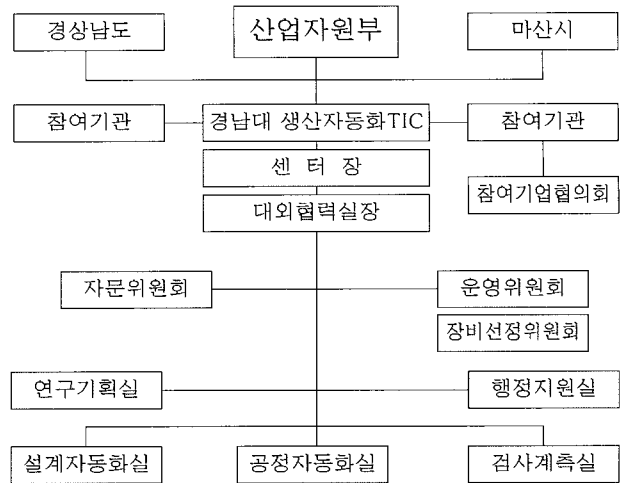 경상남도
산업자원부
마산시
참여기관
경남대 생산자동화TIC
참여기관
센 터 장
참여기업협의회
대외협력실장
자문위원회
운영위원회
장비선정위원회
연구기획실
행정지원실
설계자동화실
공정자동화실
검사계측실